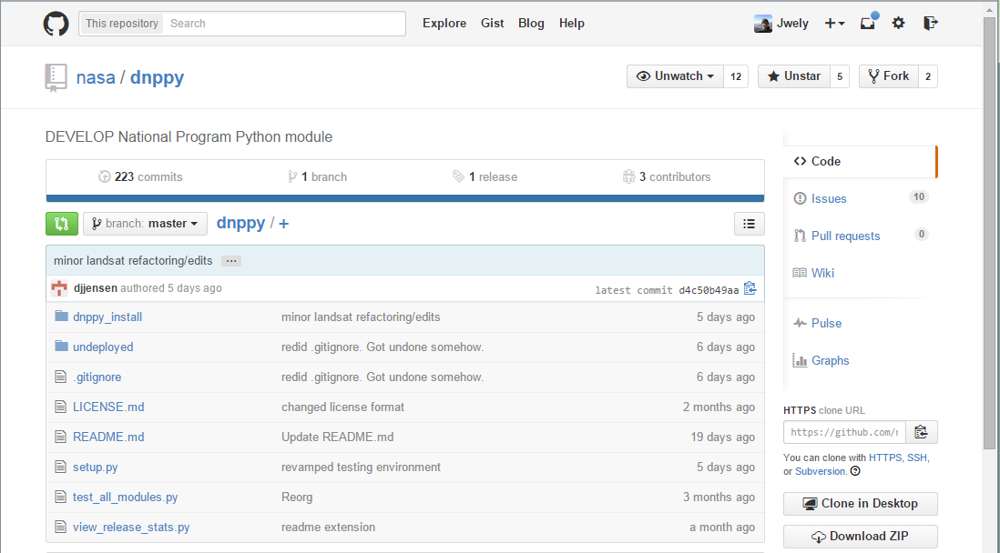 This repository Search Explore Gist Blog Help Jwely
nasa / dnppy Unwatch 12 Unstar 5 Fork 2
DEVELOP National Program Python module
223 commits 1 branch 1 release 3 contributors
branch: master dnppy / +
minor landsat refactoring/edits ...
djjensen authored 5 days ago latest commit d4c50b49aa
dnppy_install minor landsat refactoring/edits 5 days ago
undeployed redid .gitignore. Got undone somehow. 6 days ago
.gitignore redid .gitignore. Got undone somehow. 6 days ago
LICENSE.md changed license format 2 months ago
README.md Update README.md 19 days ago
setup.py revamped testing environment 5 days ago
test_all_modules.py Reorg 3 months ago
view_release_stats.py readme extension a month ago
Code
Issues 10
Pull requests 0
Wiki
Pulse
Graphs
HTTPS clone URL
https://github.com/
You can clone with HTTPS, SSH,
or Subversion.
Clone in Desktop
Download ZIP